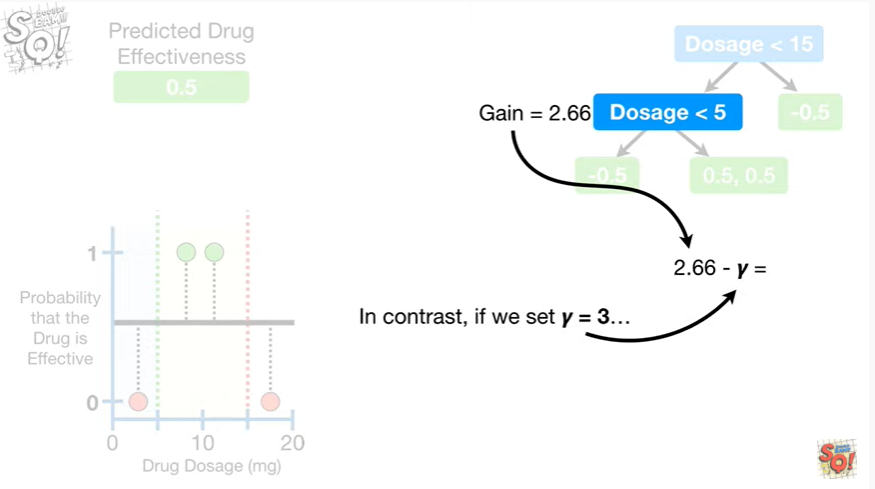 SQ!
Predicted Drug
Effectiveness
0.5
Dosage < 15
Gain = 2.66
Dosage < 5
-0.5
-0.5
0.5, 0.5
2.66 - γ =
In contrast, if we set γ = 3…
1
Probability
that the
Drug is
Effective
0
0
10
20
Drug Dosage (mg)
SQ!